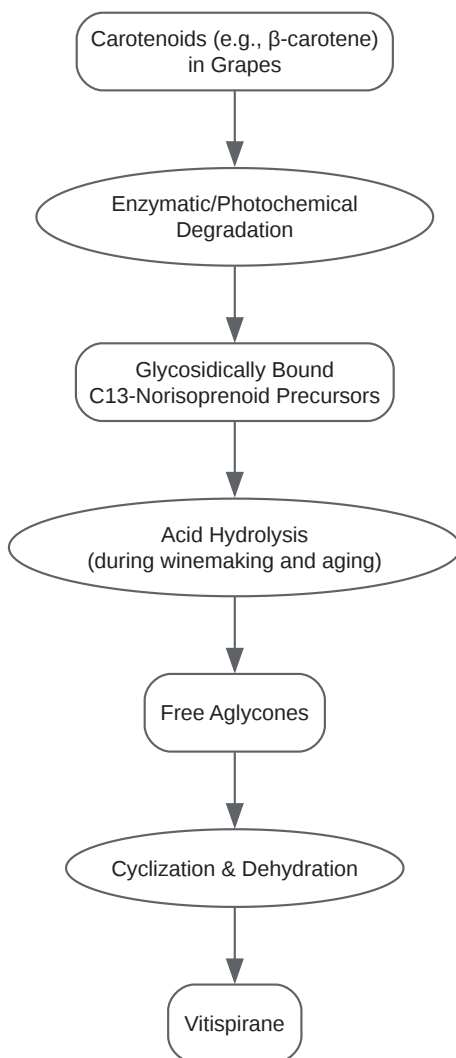 Carotenoids (e.g., β-carotene)
in Grapes
Enzymatic/Photochemical
Degradation
Glycosidically Bound
C13-Norisoprenoid Precursors
Acid Hydrolysis
(during winemaking and aging)
Free Aglycones
Cyclization & Dehydration
Vitispirane